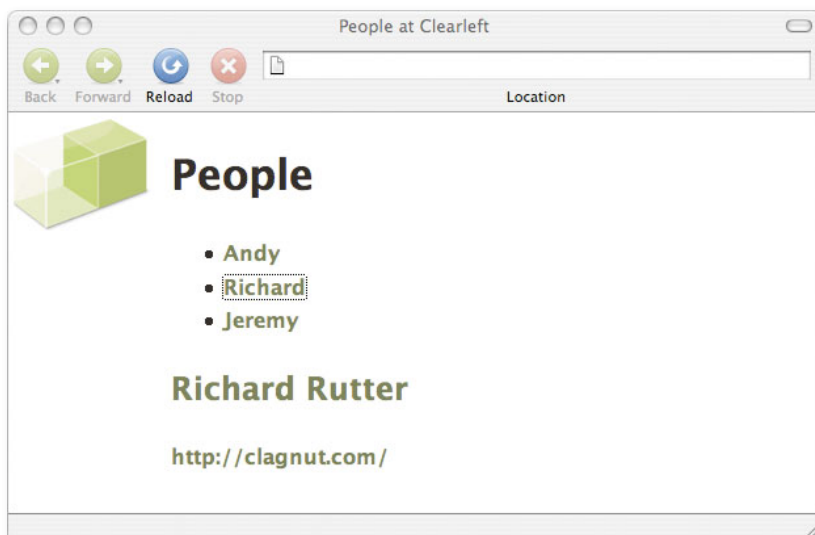 People at Clearleft
Back Forward Reload Stop Location
People
• Andy
• Richard
• Jeremy
Richard Rutter
http://clagnut.com/